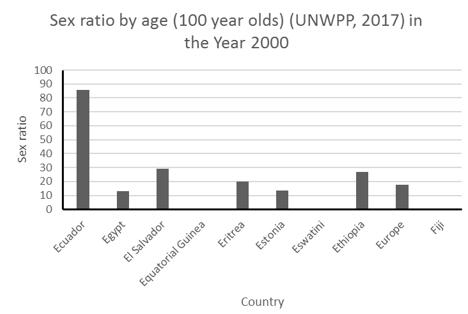 Sex ratio by age (100 year olds) (UNWPP, 2017) in
the Year 2000
100
90
80
70
60
50
40
30
20
10
0
Sex ratio
Ecuador
Egypt
El Salvador
Equatorial Guinea
Eritrea
Estonia
Eswatini
Ethiopia
Europe
Fiji
Country